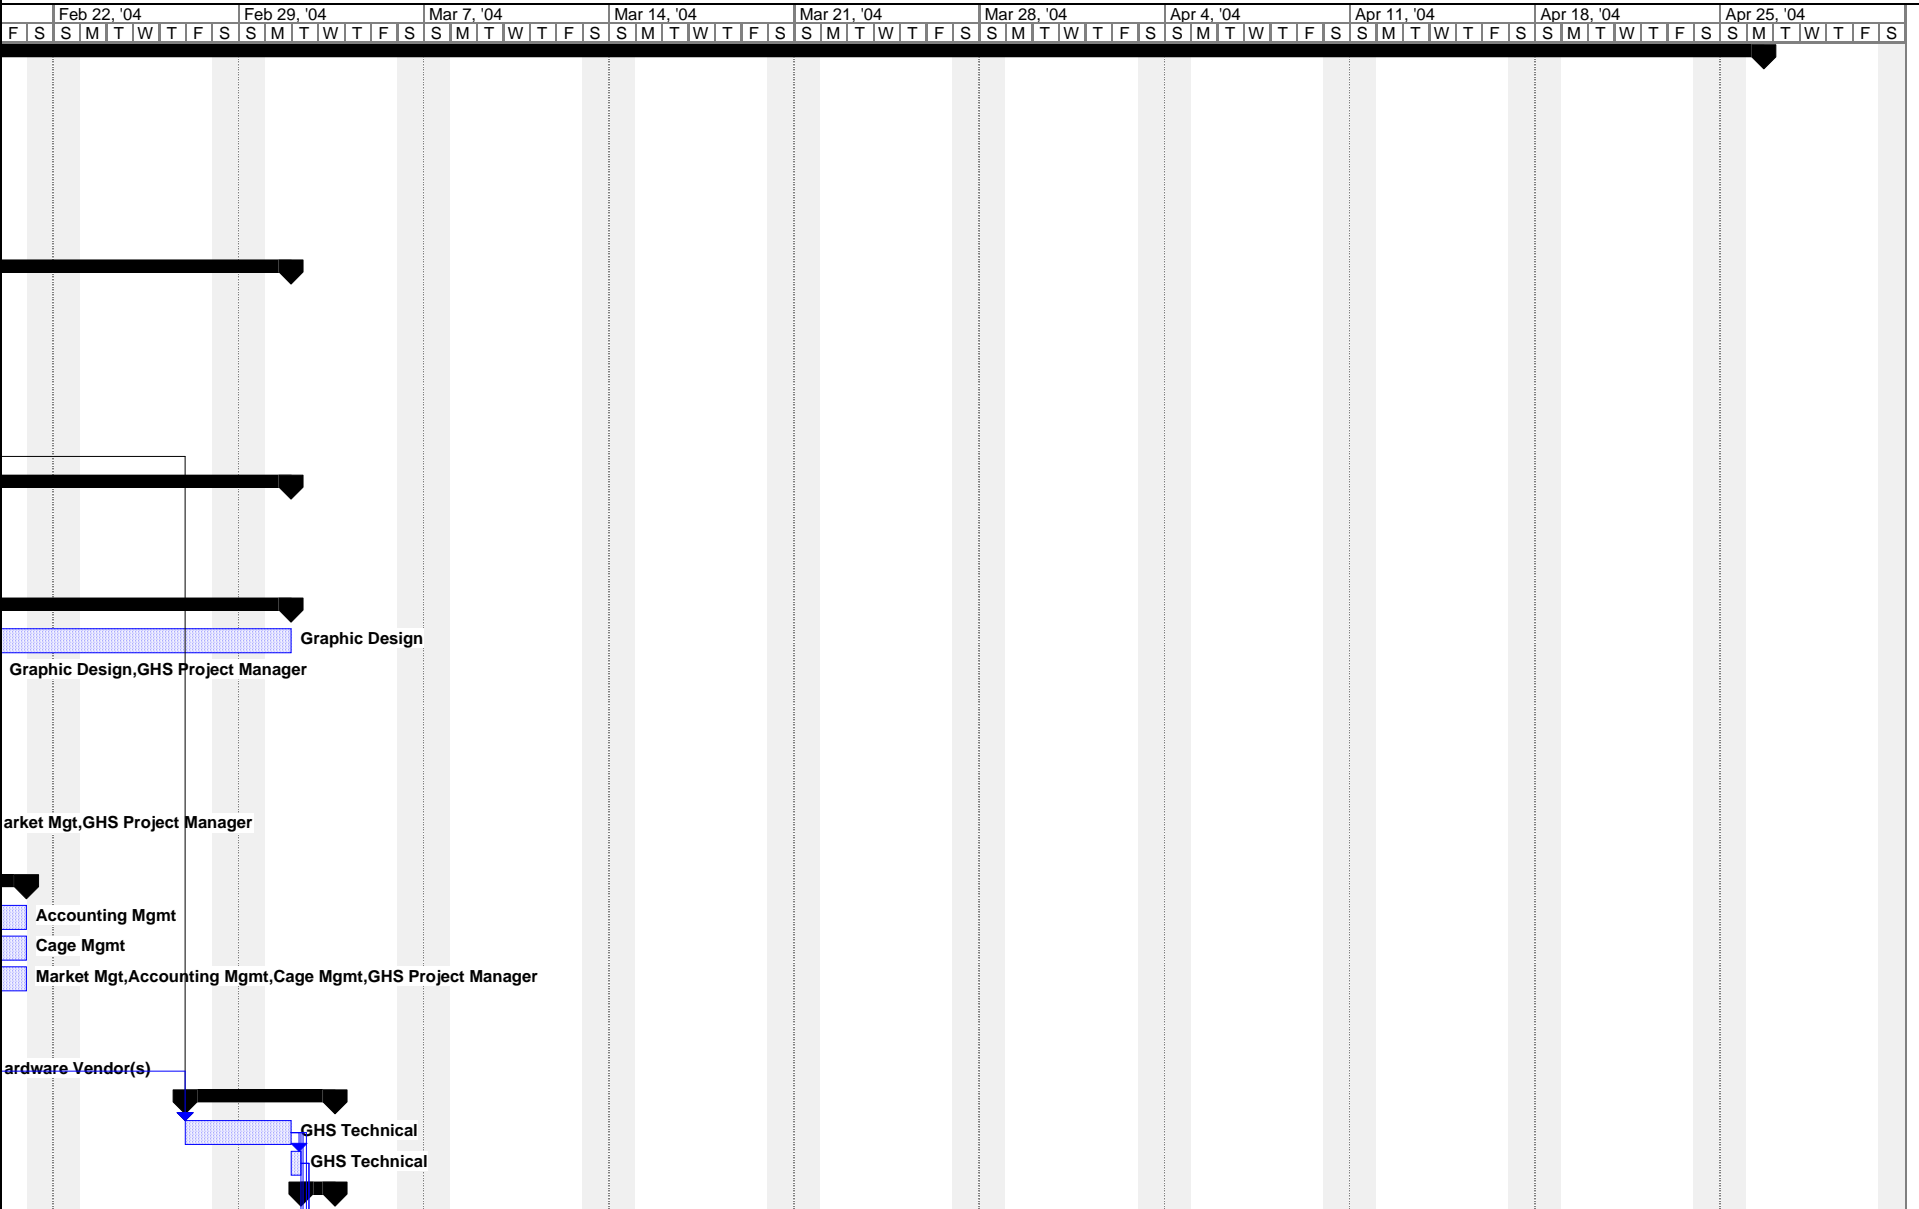 Feb 22, '04 Feb 29, '04 Mar 7, '04 Mar 14, '04 Mar 21, '04 Mar 28, '04 Apr 4, '04 Apr 11, '04 Apr 18, '04 Apr 25, '04
F S S M T W T F S S M T W T F S S M T W T F S S M T W T F S S M T W T F S S M T W T F S S M T W T F S S M T W T F S S M T W T F S S M T W T F S
Graphic Design
Graphic Design,GHS Project Manager
arket Mgt,GHS Project Manager
Accounting Mgmt
Cage Mgmt
Market Mgt,Accounting Mgmt,Cage Mgmt,GHS Project Manager
ardware Vendor(s)
GHS Technical
GHS Technical